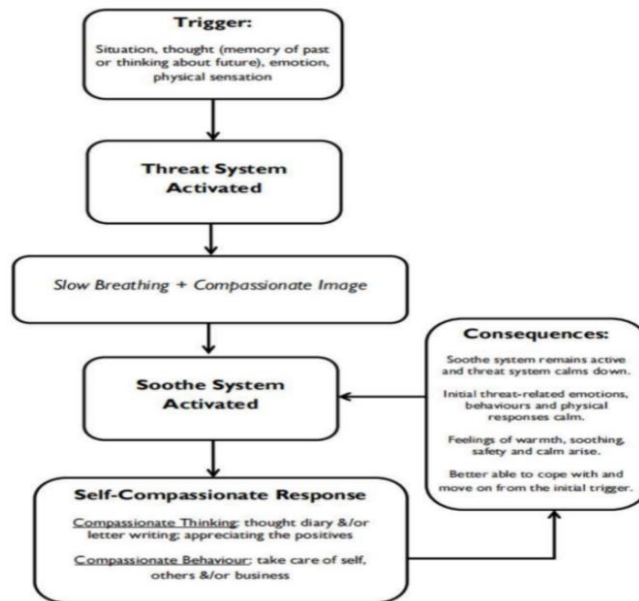 Trigger:
Situation, thought (memory of past
or thinking about future), emotion,
physical sensation
Threat System
Activated
Slow Breathing + Compassionate Image
Soothe System
Activated
Self-Compassionate Response
Compassionate Thinking: thought diary &/or
letter writing; appreciating the positives
Compassionate Behaviour: take care of self,
others &/or business
Consequences:
Soothe system remains active
and threat system calms down.
Initial threat-related emotions,
behaviours and physical
responses calm.
Feelings of warmth, soothing,
safety and calm arise.
Better able to cope with and
move on from the initial trigger.